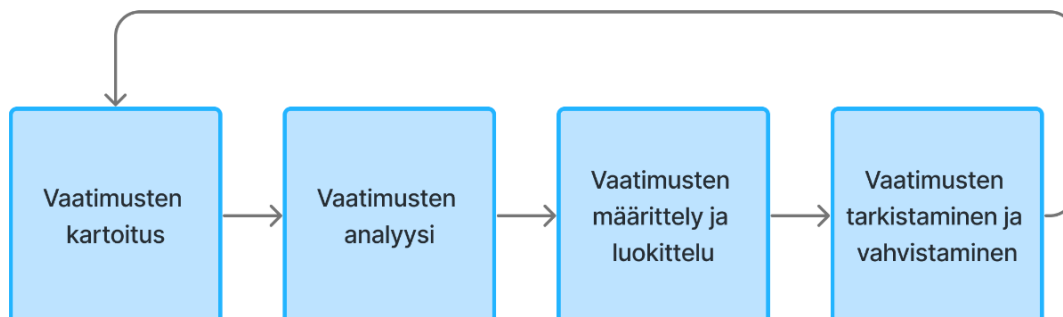 Vaatimusten
kartoitus
Vaatimusten
analyysi
Vaatimusten
määrittely ja
luokittelu
Vaatimusten
tarkistaminen ja
vahvistaminen